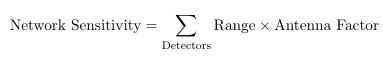 Network Sensitivity = ∑ Range × Antenna Factor
Detectors